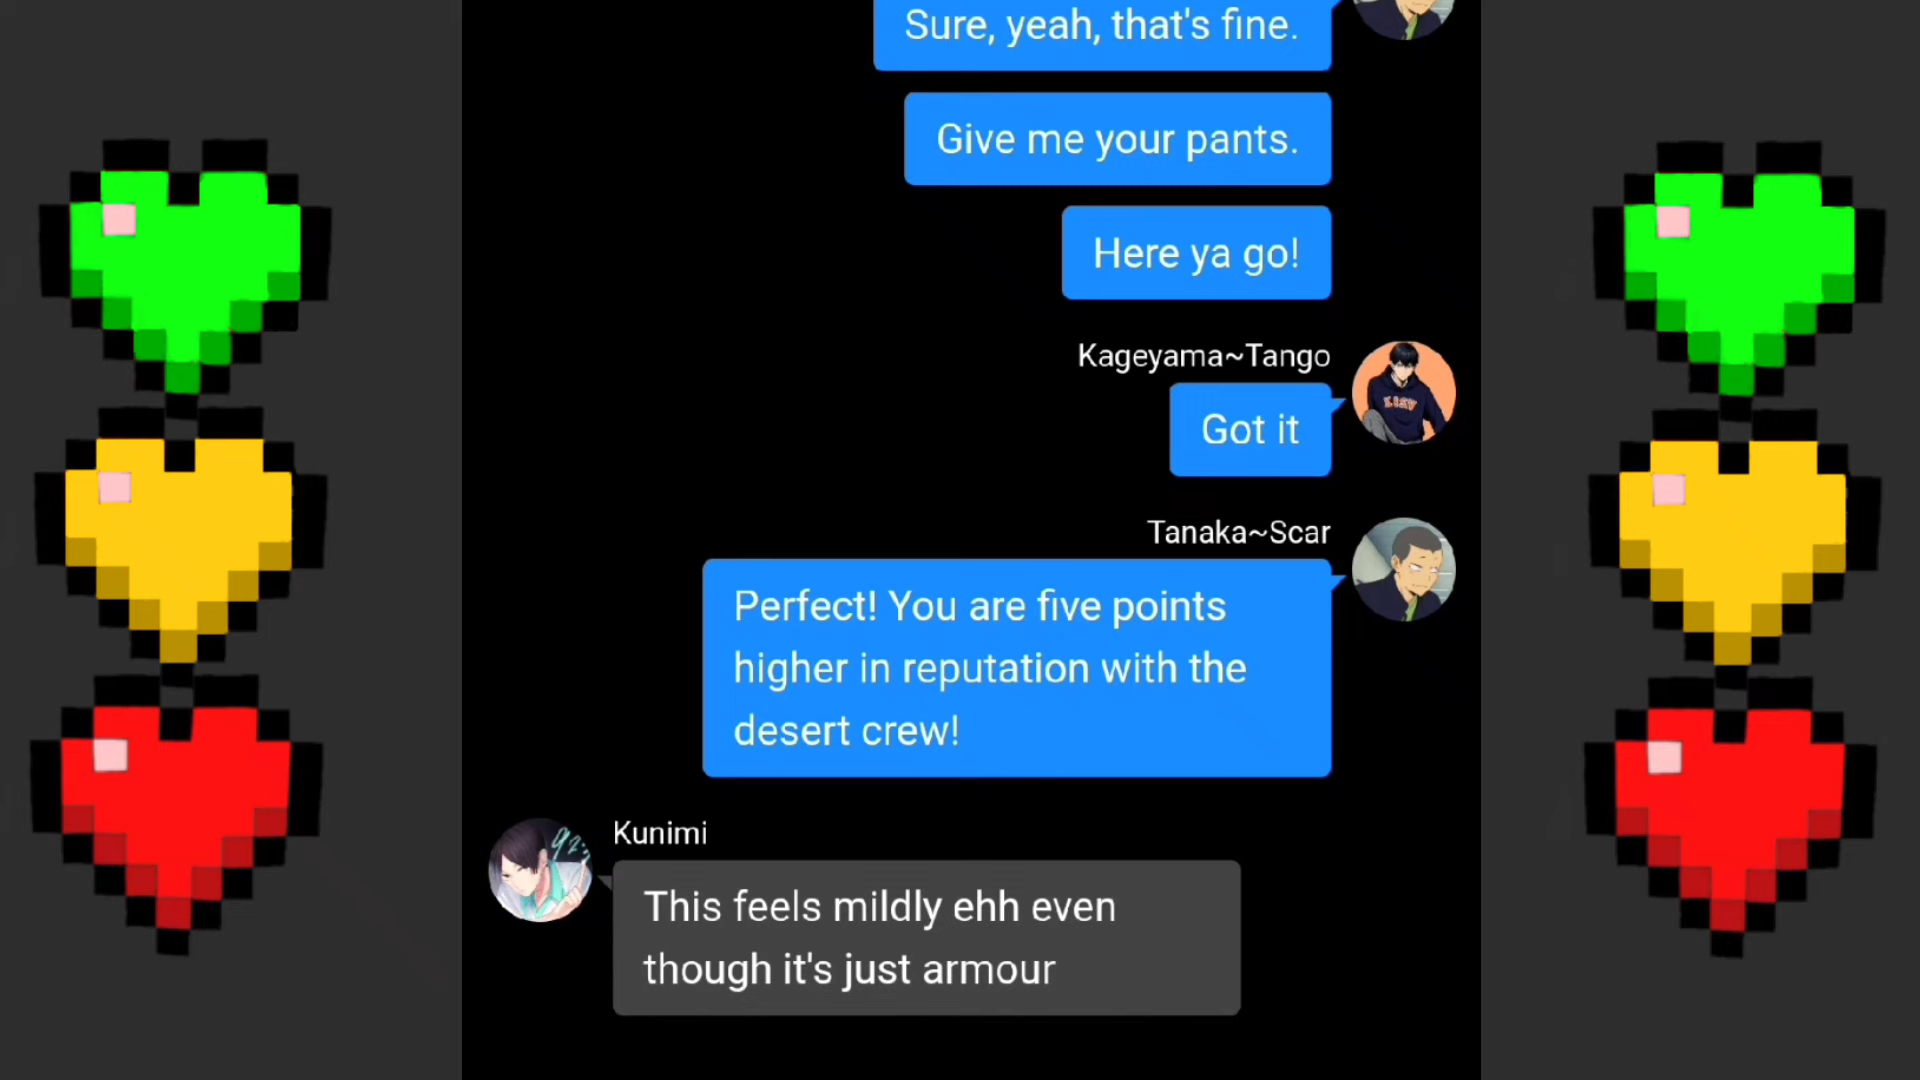 Sure, yeah, that's fine.
Give me your pants.
Here ya go!
Kageyama~Tango
Got it
Tanaka~Scar
Perfect! You are five points
higher in reputation with the
desert crew!
Kunimi
This feels mildly ehh even
though it's just armour